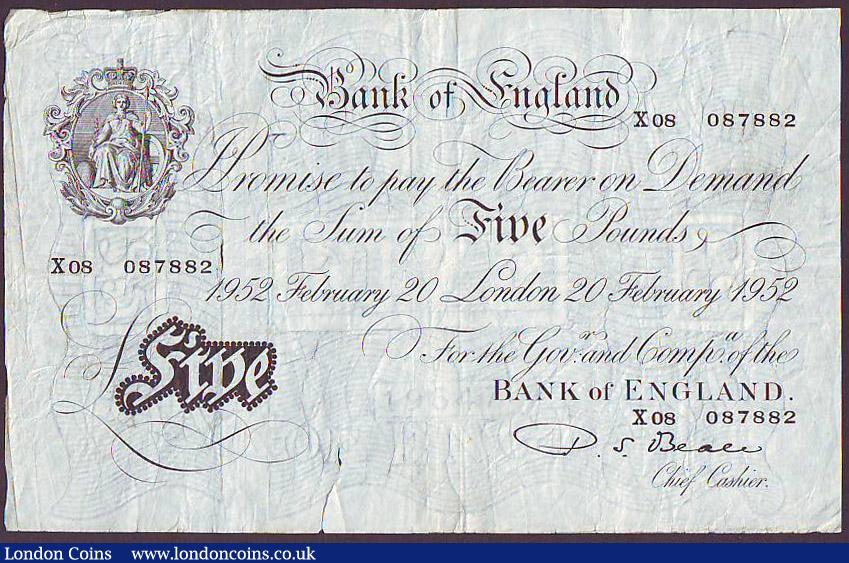 Bank of England
X08 087882
I Promise to pay the Bearer on Demand
the Sum of Five Pounds
X08 087882
1952 February 20 London 20 February 1952
For the Gov.r and Comp.a of the
Five
BANK of ENGLAND.
X08 087882
P. S. Beale
Chief Cashier.
London Coins www.londoncoins.co.uk